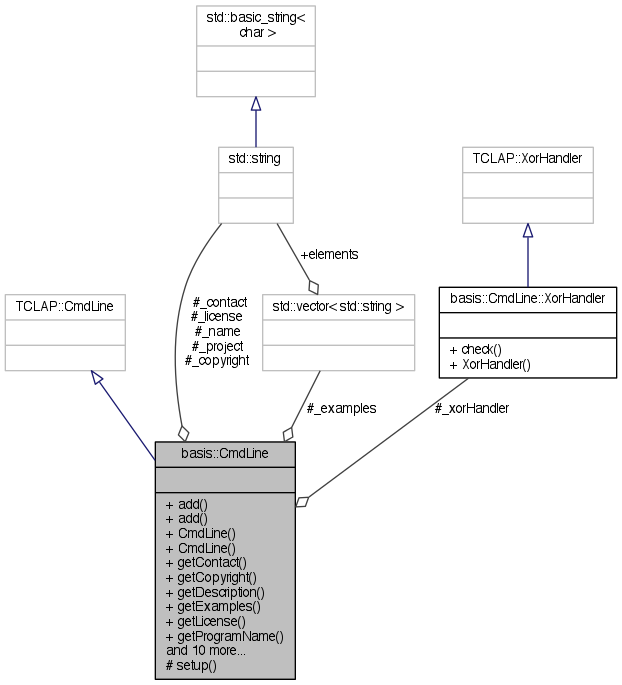 std::basic_string<
char >
std::string
TCLAP::XorHandler
+elements
TCLAP::CmdLine
#_contact
#_license
#_name
#_project
#_copyright
std::vector< std::string >
basis::CmdLine::XorHandler
+ check()
+ XorHandler()
#_examples
#_xorHandler
basis::CmdLine
+ add()
+ add()
+ CmdLine()
+ CmdLine()
+ getContact()
+ getCopyright()
+ getDescription()
+ getExamples()
+ getLicense()
+ getProgramName()
and 10 more...
# setup()